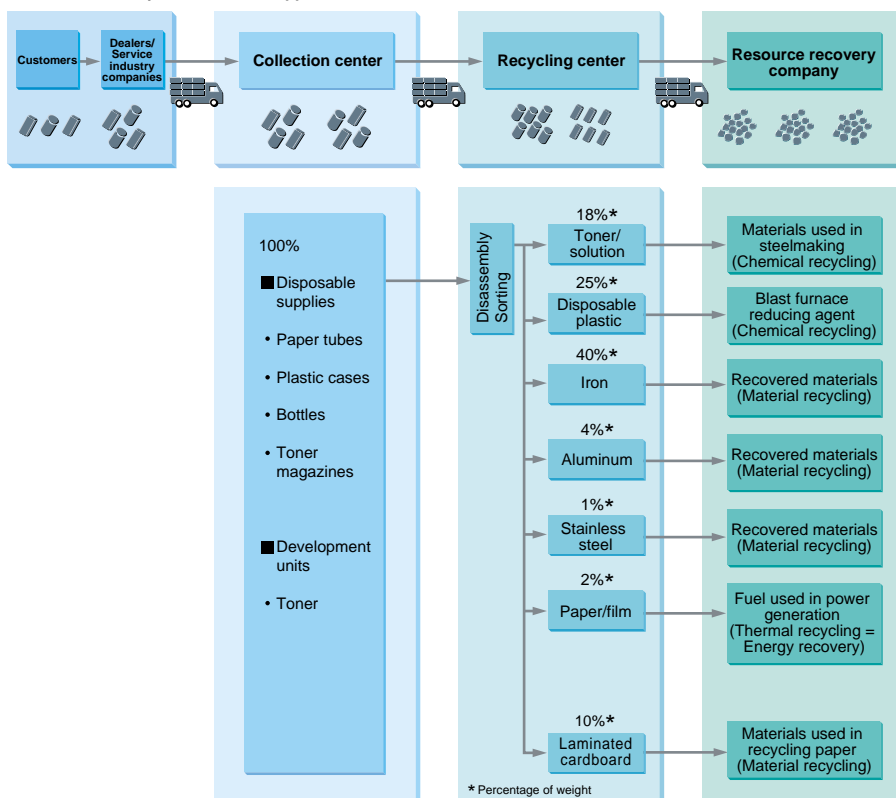 Customers
Dealers/
Service
industry
companies
Collection center
Recycling center
Resource recovery
company
100%
Disposable
supplies
• Paper tubes
• Plastic cases
• Bottles
• Toner
magazines
Development
units
• Toner
Disassembly
Sorting
18%*
Toner/
solution
Materials used in
steelmaking
(Chemical recycling)
25%*
Disposable
plastic
Blast furnace
reducing agent
(Chemical recycling)
40%*
Iron
Recovered materials
(Material recycling)
4%*
Aluminum
Recovered materials
(Material recycling)
1%*
Stainless
steel
Recovered materials
(Material recycling)
2%*
Paper/film
Fuel used in power
generation
(Thermal recycling =
Energy recovery)
10%*
Laminated
cardboard
Materials used in
recycling paper
(Material recycling)
* Percentage of weight